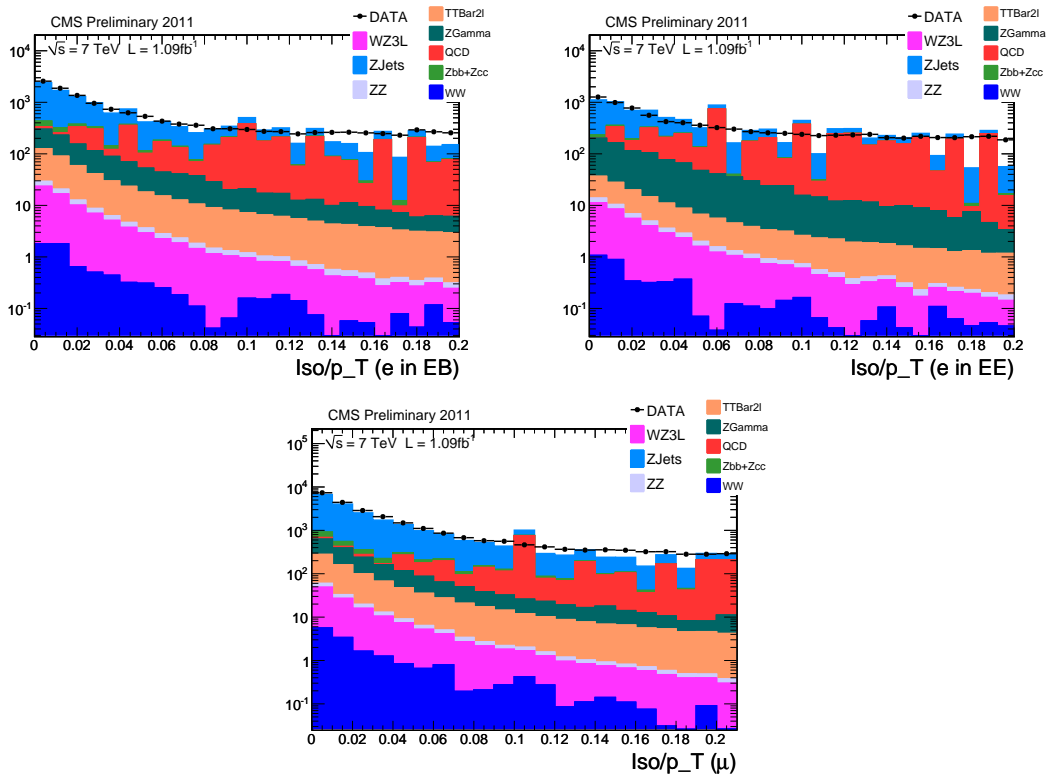 CMS Preliminary 2011
√s = 7 TeV L = 1.09fb⁻¹
DATA
WZ3L
ZJets
ZZ
TTBar2l
ZGamma
QCD
Zbb+Zcc
WW
10⁴
10³
10²
10
1
10⁻¹
0 0.02 0.04 0.06 0.08 0.1 0.12 0.14 0.16 0.18 0.2
Iso/p_T (e in EB)
CMS Preliminary 2011
√s = 7 TeV L = 1.09fb⁻¹
DATA
WZ3L
ZJets
ZZ
TTBar2l
ZGamma
QCD
Zbb+Zcc
WW
10⁴
10³
10²
10
1
10⁻¹
0 0.02 0.04 0.06 0.08 0.1 0.12 0.14 0.16 0.18 0.2
Iso/p_T (e in EE)
CMS Preliminary 2011
√s = 7 TeV L = 1.09fb⁻¹
DATA
WZ3L
ZJets
ZZ
TTBar2l
ZGamma
QCD
Zbb+Zcc
WW
10⁵
10⁴
10³
10²
10
1
10⁻¹
0 0.02 0.04 0.06 0.08 0.1 0.12 0.14 0.16 0.18 0.2
Iso/p_T (μ)